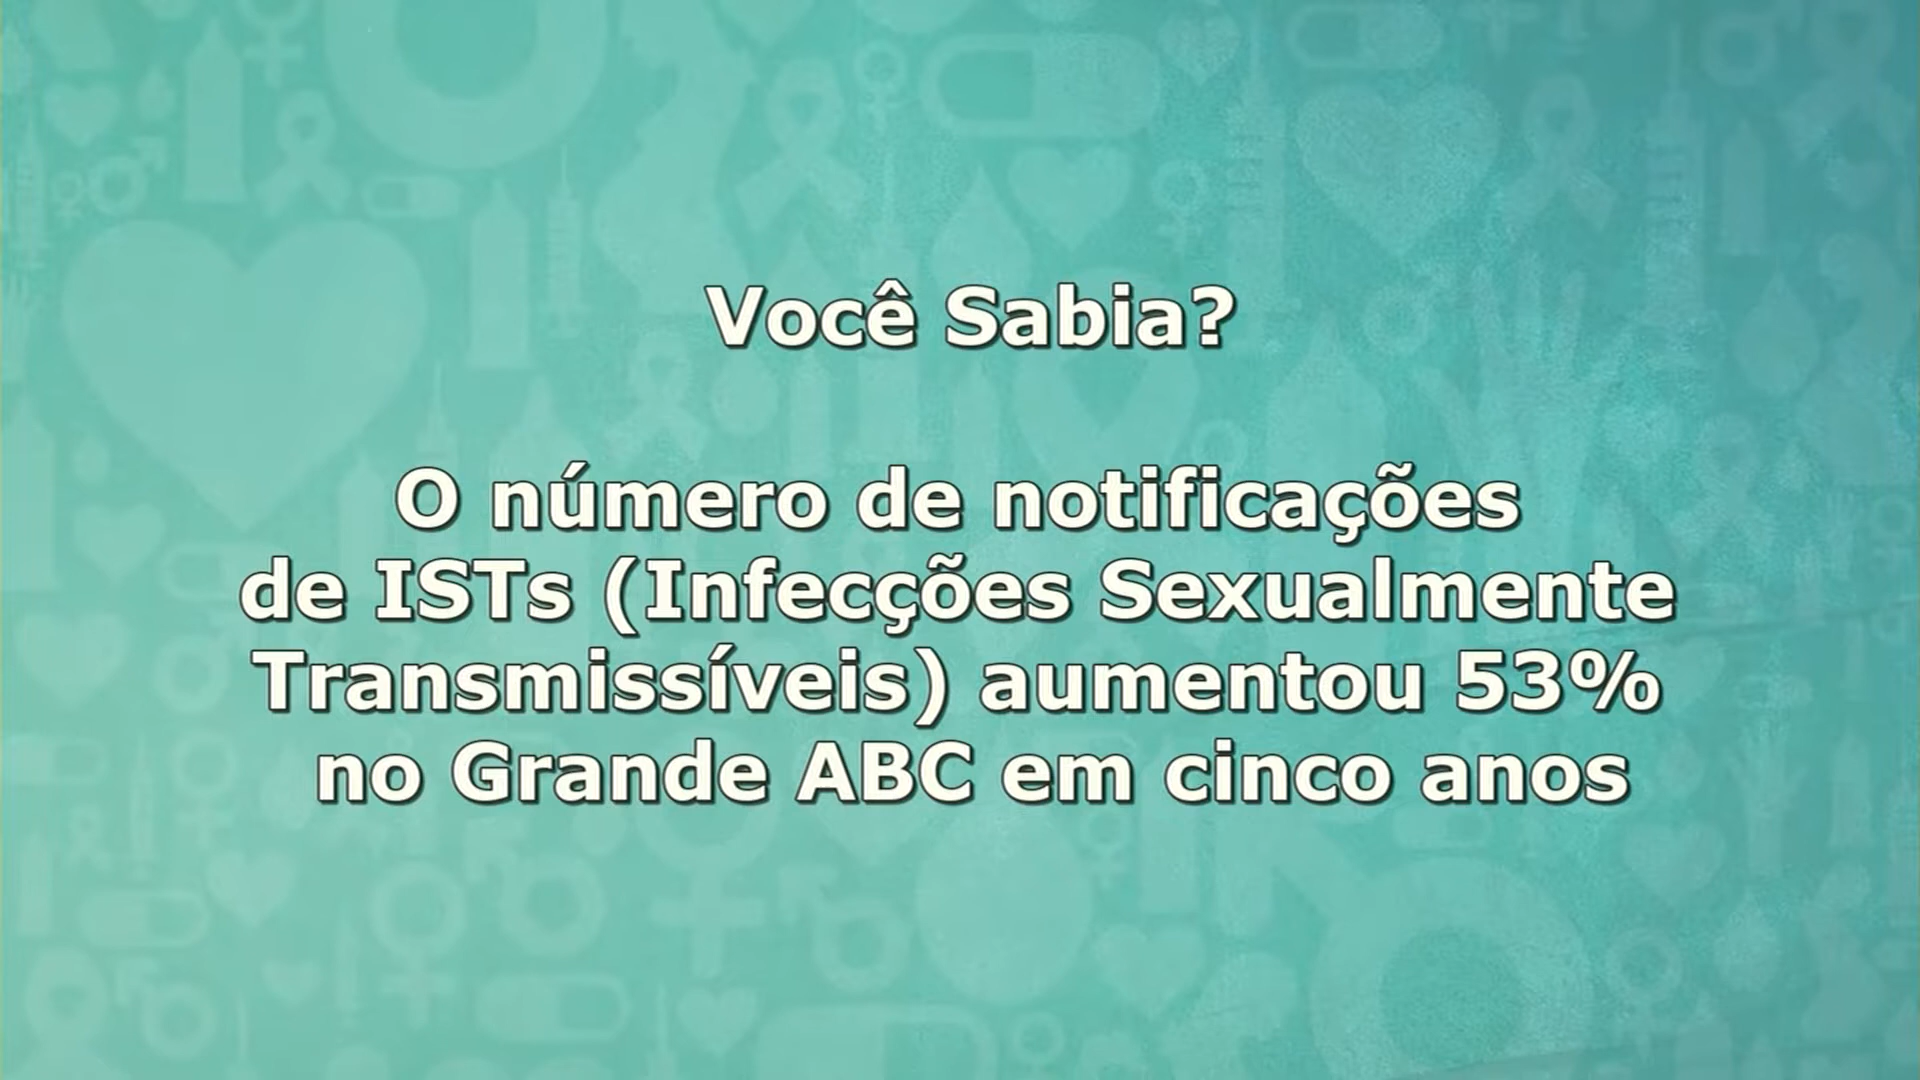 Você Sabia?
O número de notificações
de ISTs (Infecções Sexualmente
Transmissíveis) aumentou 53%
no Grande ABC em cinco anos